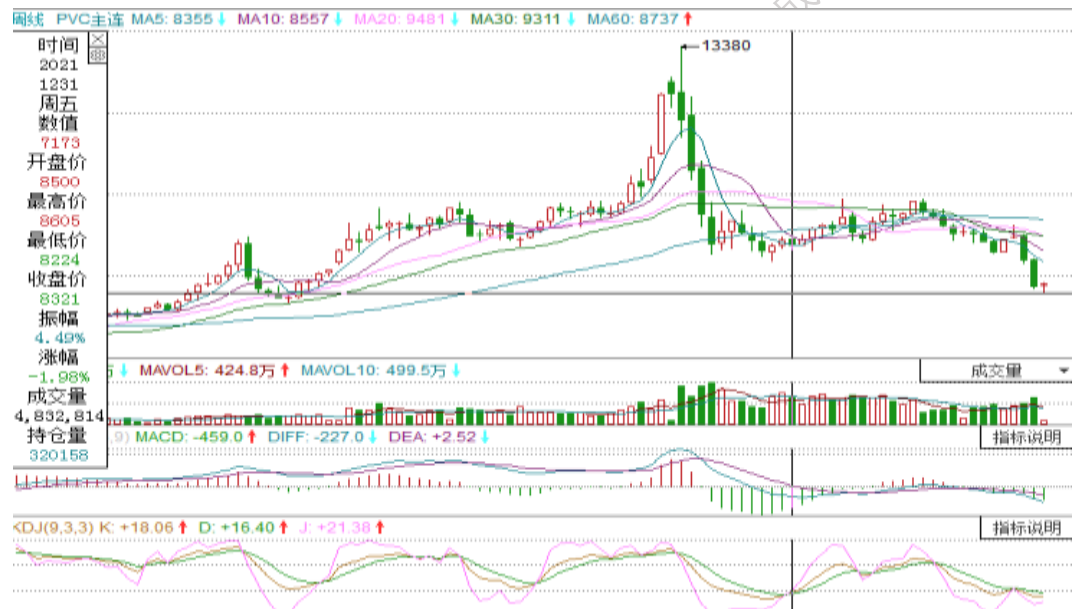 周线 PVC主连 MA5: 8355↓ MA10: 8557↓ MA20: 9481↓ MA30: 9311↓ MA60: 8737↑
时间
2021
1231
周五
数值
7173
开盘价
8500
最高价
8605
最低价
8224
收盘价
8321
振幅
4.49%
涨幅
-1.98%
成交量
4,832,814
持仓量
320158
←13380
万↓ MAVOL5: 424.8万↑ MAVOL10: 499.5万↓
成交量
,9) MACD: -459.0↑ DIFF: -227.0↓ DEA: +2.52↓
指标说明
KDJ(9,3,3) K: +18.06↑ D: +16.40↑ J: +21.38↑
指标说明